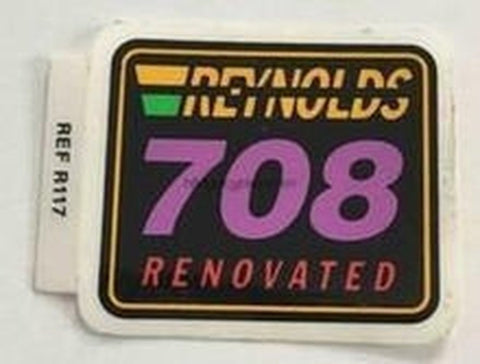 REYNOLDS
708
RENOVATED
REF R117